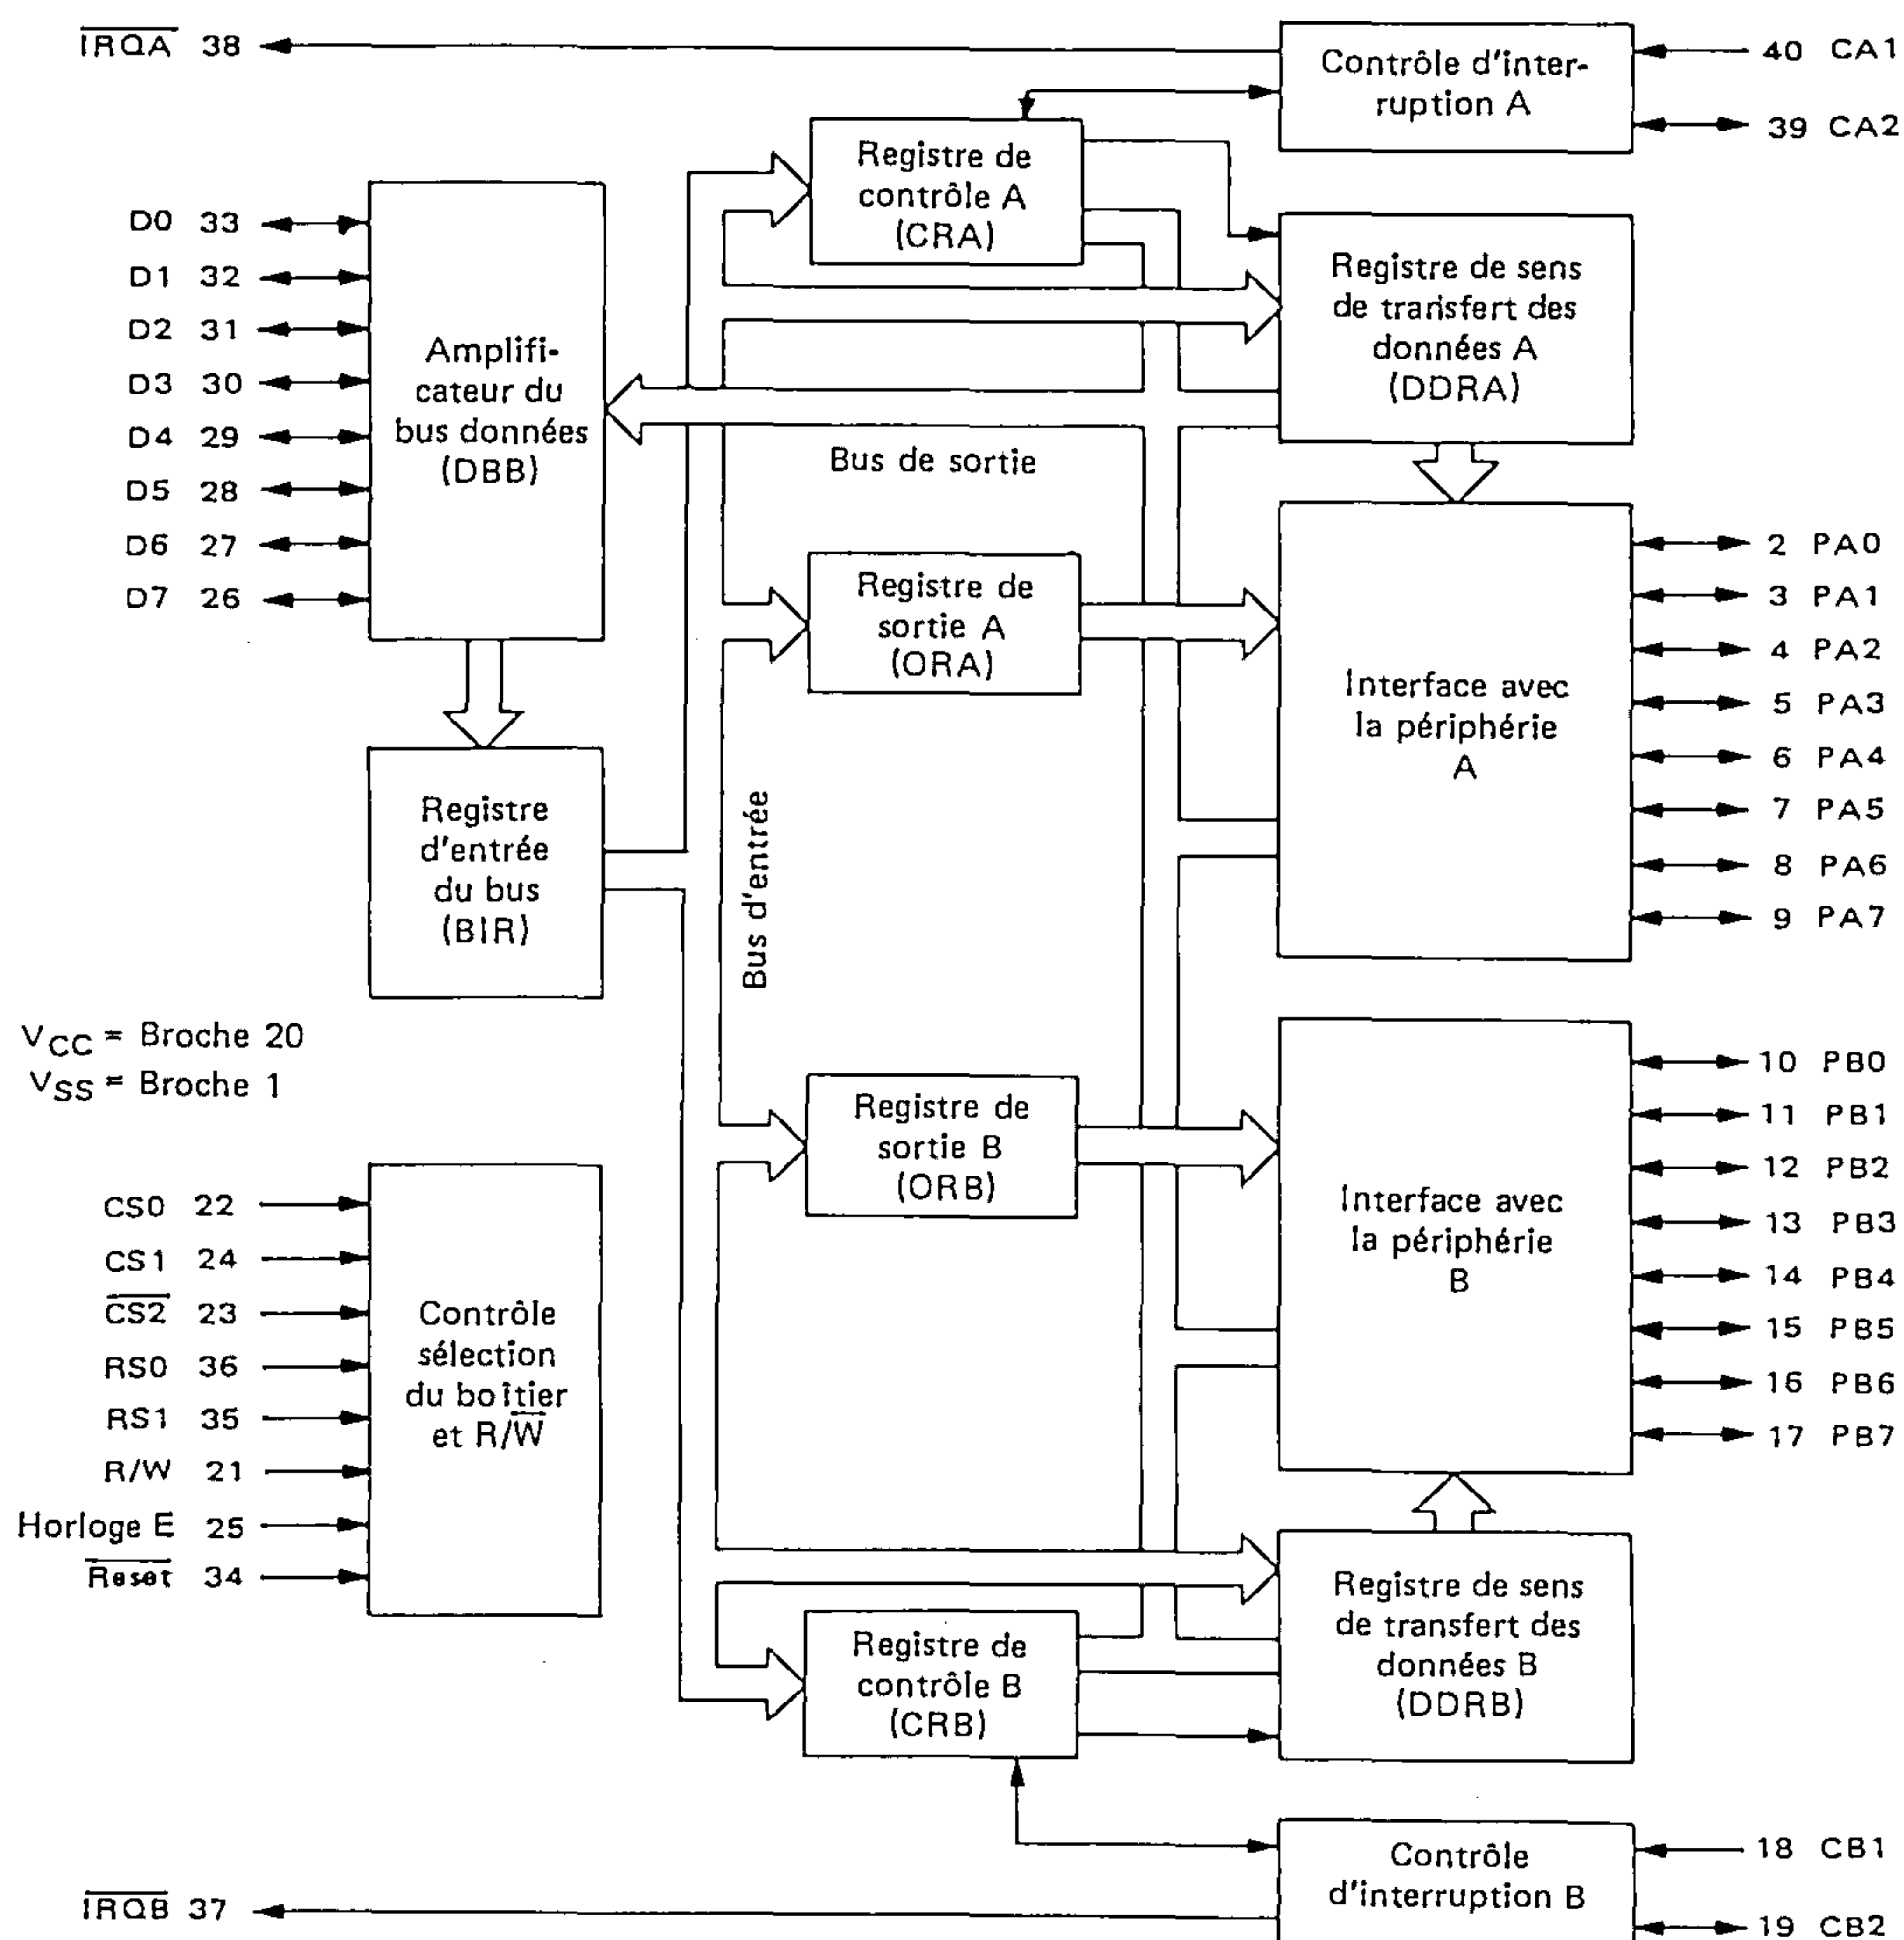 IRQA 38
Contrôle d'inter-
ruption A
40 CA1
39 CA2
Registre de
contrôle A
(CRA)
D0 33
D1 32
D2 31
D3 30
D4 29
D5 28
D6 27
D7 26
Amplifi-
cateur du
bus données
(DBB)
Registre de sens
de transfert des
données A
(DDRA)
Bus de sortie
Registre de
sortie A
(ORA)
Interface avec
la périphérie
A
2 PA0
3 PA1
4 PA2
5 PA3
6 PA4
7 PA5
8 PA6
9 PA7
Registre
d'entrée
du bus
(BIR)
Bus d'entrée
VCC = Broche 20
VSS = Broche 1
Registre de
sortie B
(ORB)
Interface avec
la périphérie
B
10 PB0
11 PB1
12 PB2
13 PB3
14 PB4
15 PB5
16 PB6
17 PB7
CS0 22
CS1 24
CS2 23
RS0 36
RS1 35
R/W 21
Horloge E 25
Reset 34
Contrôle
sélection
du boîtier
et R/W
Registre de sens
de transfert des
données B
(DDRB)
Registre de
contrôle B
(CRB)
Contrôle
d'interruption B
18 CB1
19 CB2
IRQB 37